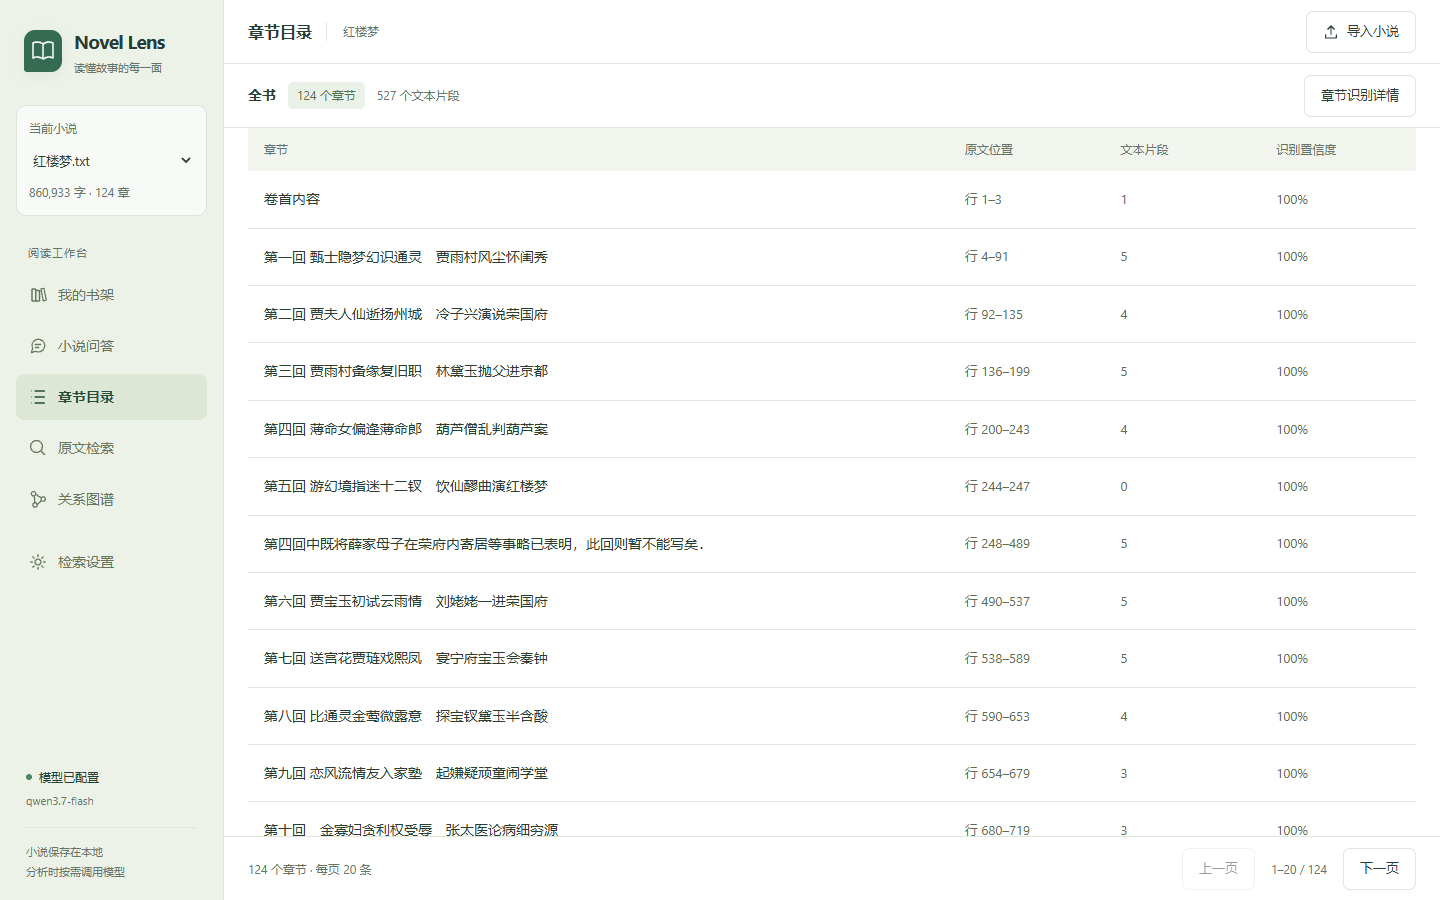 Novel Lens
读懂故事的每一面
当前小说
红楼梦.txt
860,933 字 · 124 章
阅读工作台
我的书架
小说问答
章节目录
原文检索
关系图谱
检索设置
模型已配置
qwen3.7-flash
小说保存在本地
分析时按需调用模型
章节目录 红楼梦 导入小说
全书 124 个章节 527 个文本片段 章节识别详情
章节 原文位置 文本片段 识别置信度
卷首内容 行 1–3 1 100%
第一回 甄士隐梦幻识通灵　贾雨村风尘怀闺秀 行 4–91 5 100%
第二回 贾夫人仙逝扬州城　冷子兴演说荣国府 行 92–135 4 100%
第三回 贾雨村夤缘复旧职　林黛玉抛父进京都 行 136–199 5 100%
第四回 薄命女偏逢薄命郎　葫芦僧乱判葫芦案 行 200–243 4 100%
第五回 游幻境指迷十二钗　饮仙醪曲演红楼梦 行 244–247 0 100%
第四回中既将薛家母子在荣府内寄居等事略已表明，此回则暂不能写矣． 行 248–489 5 100%
第六回 贾宝玉初试云雨情　刘姥姥一进荣国府 行 490–537 5 100%
第七回 送宫花贾琏戏熙凤　宴宁府宝玉会秦钟 行 538–589 5 100%
第八回 比通灵金莺微露意　探宝钗黛玉半含酸 行 590–653 4 100%
第九回 恋风流情友入家塾　起嫌疑顽童闹学堂 行 654–679 3 100%
第十回　金寡妇贪利权受辱　张太医论病细穷源 行 680–719 3 100%
124 个章节 · 每页 20 条 上一页 1–20 / 124 下一页